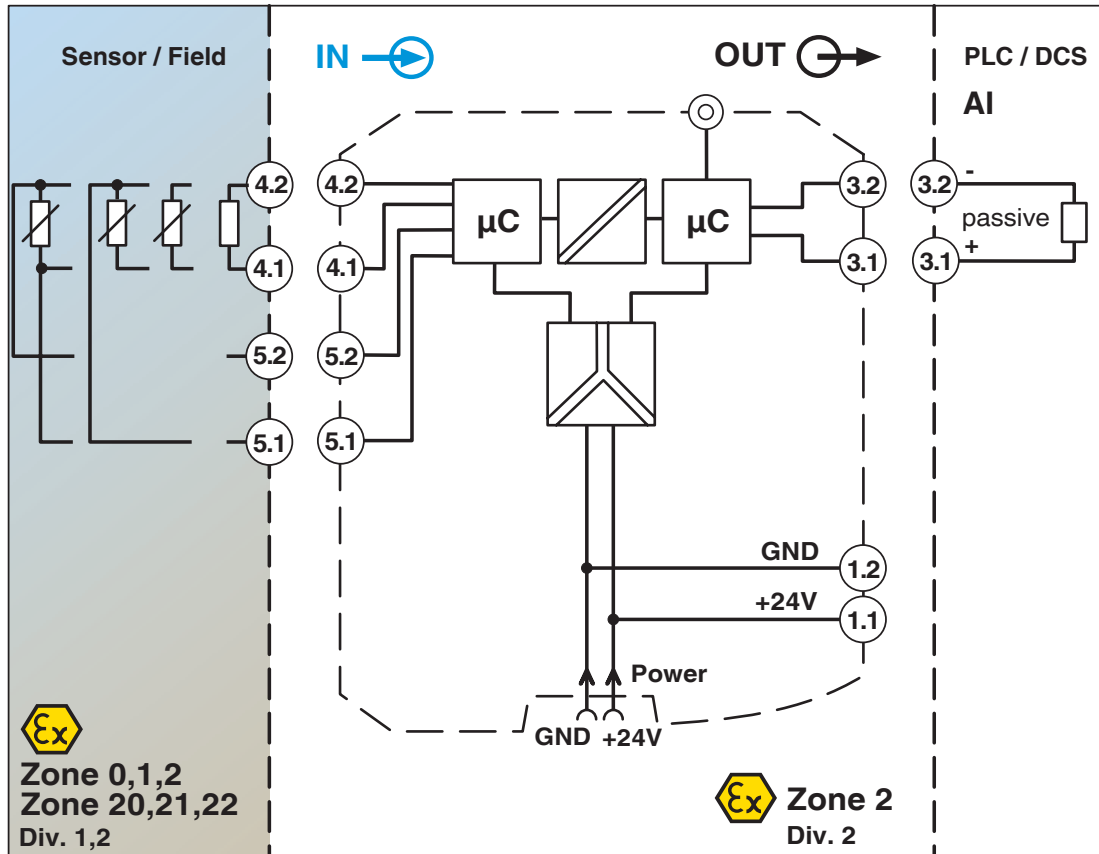 Sensor / Field
IN
OUT
PLC / DCS
AI
4.2
4.2
µC
µC
3.2
3.2
-
passive
4.1
4.1
3.1
3.1
+
5.2
5.2
5.1
5.1
GND
1.2
+24V
1.1
Power
GND
+24V
Ex
Zone 0,1,2
Zone 20,21,22
Div. 1,2
Ex
Zone 2
Div. 2